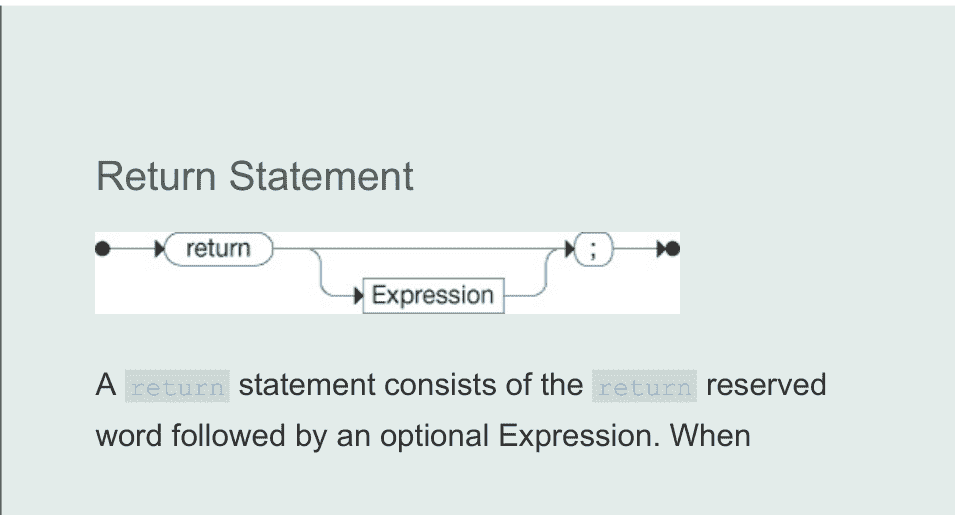 Return Statement
return ;
Expression
A return statement consists of the return reserved
word followed by an optional Expression. When